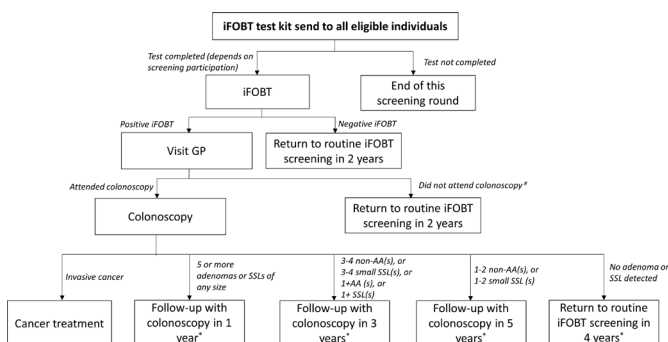 iFOBT test kit send to all eligible individuals
Test completed (depends on
screening participation)
Test not completed
iFOBT
End of this
screening round
Positive iFOBT
Negative iFOBT
Visit GP
Return to routine iFOBT
screening in 2 years
Attended colonoscopy
Did not attend colonoscopy#
Colonoscopy
Return to routine iFOBT
screening in 2 years
Invasive cancer
5 or more
adenomas or SSLs of
any size
3-4 non-AA(s), or
3-4 small SSL(s), or
1+AA (s), or
1+ SSL(s)
1-2 non-AA(s), or
1-2 small SSL (s)
No adenoma or
SSL detected
Cancer treatment
Follow-up with
colonoscopy in 1
year*
Follow-up with
colonoscopy in 3
years*
Follow-up with
colonoscopy in 5
years*
Return to routine
iFOBT screening in
4 years*